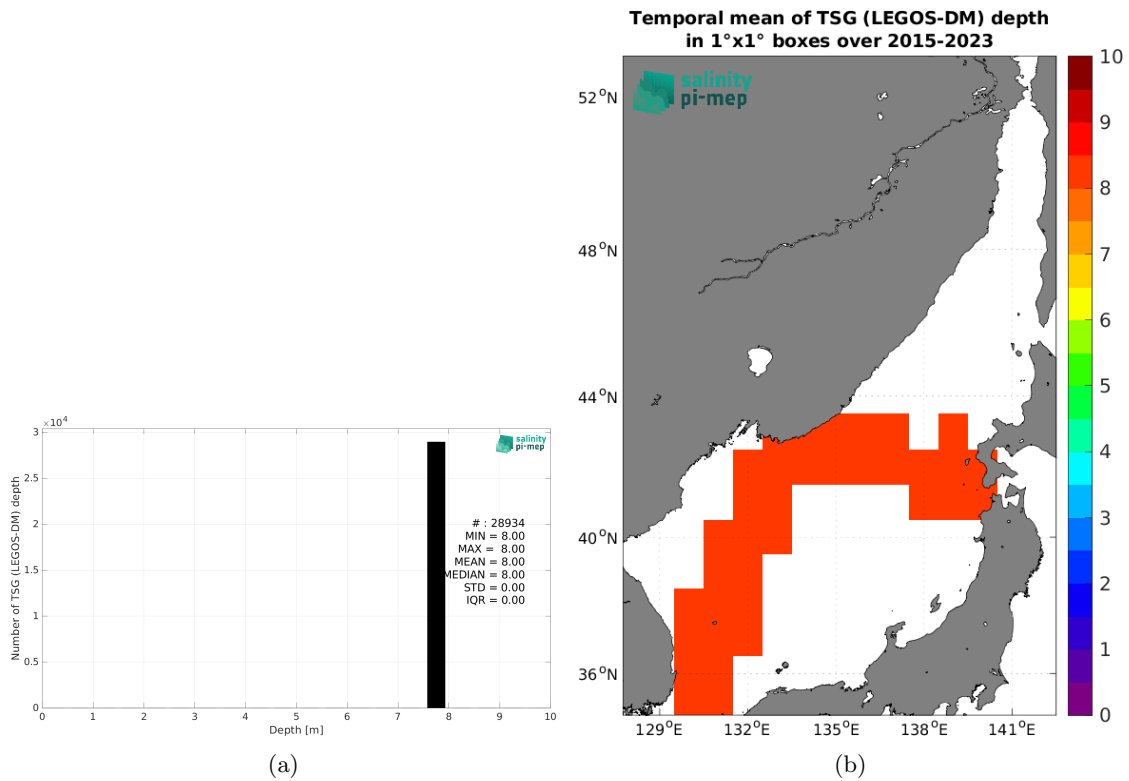 ×10⁴
3
2.5
2
1.5
1
0.5
0
Number of TSG (LEGOS-DM) depth
salinity
pi-mep
# : 28934
MIN = 8.00
MAX = 8.00
MEAN = 8.00
MEDIAN = 8.00
STD = 0.00
IQR = 0.00
0 1 2 3 4 5 6 7 8 9 10
Depth [m]
(a)
Temporal mean of TSG (LEGOS-DM) depth
in 1°x1° boxes over 2015-2023
salinity
pi-mep
52°N
48°N
44°N
40°N
36°N
129°E 132°E 135°E 138°E 141°E
10
9
8
7
6
5
4
3
2
1
0
(b)